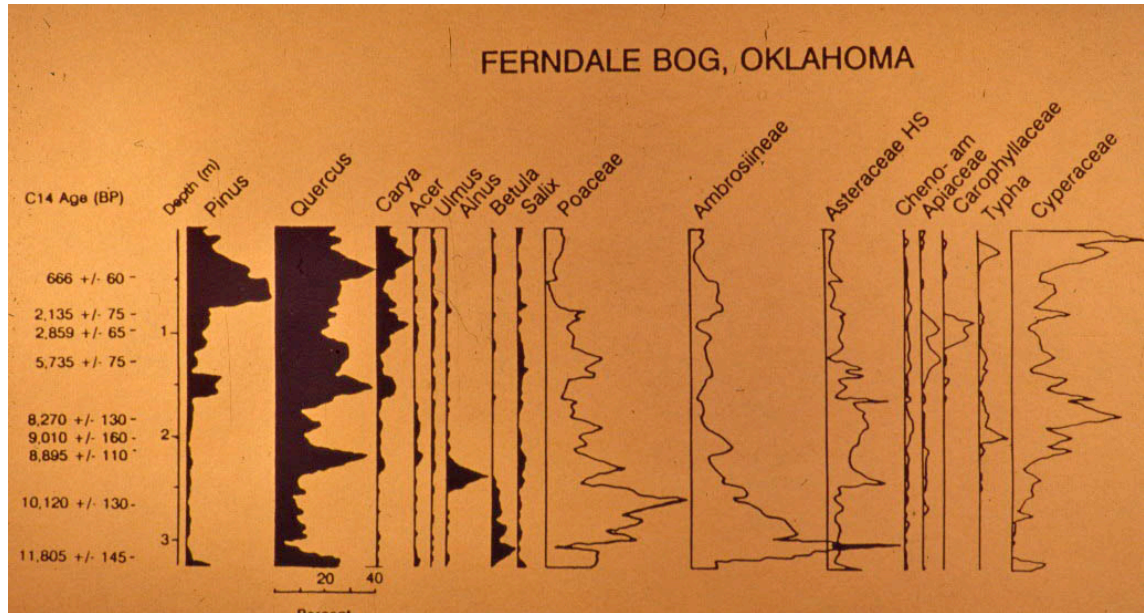 FERNDALE BOG, OKLAHOMA
C14 Age (BP)
Depth (m)
Pinus
Quercus
Carya
Acer
Ulmus
Alnus
Betula
Salix
Poaceae
Ambrosiineae
Asteraceae HS
Cheno- am
Apiaceae
Carophyllaceae
Typha
Cyperaceae
666 +/- 60 -
2,135 +/- 75 -
2,859 +/- 65
1
5,735 +/- 75
8,270 +/- 130 -
9,010 +/- 160 -
2
8,895 +/- 110
10,120 +/- 130 -
3
11,805 +/- 145 -
20 40
Percent